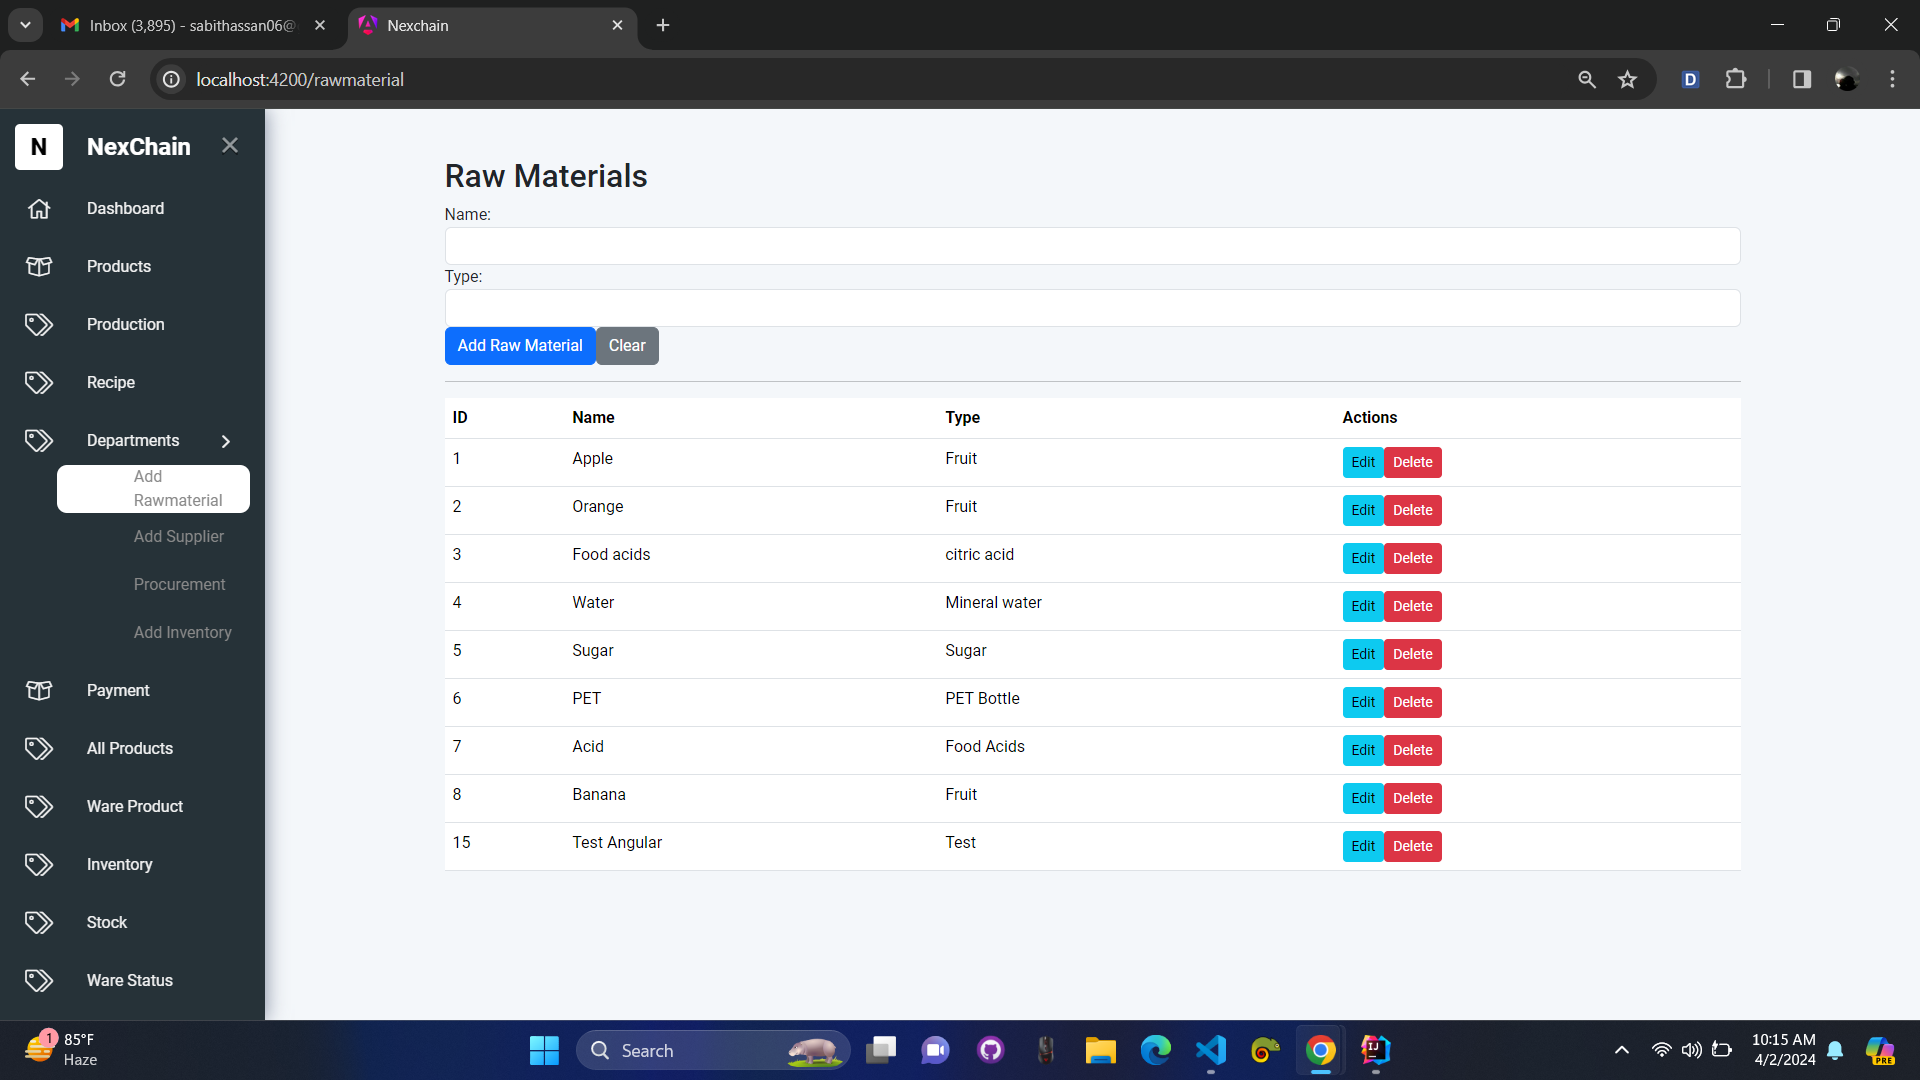 Inbox (3,895) - sabithassan06@
Nexchain
localhost:4200/rawmaterial
D
N
NexChain
Dashboard
Products
Production
Recipe
Departments
Add
Rawmaterial
Add Supplier
Procurement
Add Inventory
Payment
All Products
Ware Product
Inventory
Stock
Ware Status
Raw Materials
Name:
Type:
Add Raw Material Clear
ID Name Type Actions
1 Apple Fruit Edit Delete
2 Orange Fruit Edit Delete
3 Food acids citric acid Edit Delete
4 Water Mineral water Edit Delete
5 Sugar Sugar Edit Delete
6 PET PET Bottle Edit Delete
7 Acid Food Acids Edit Delete
8 Banana Fruit Edit Delete
15 Test Angular Test Edit Delete
1
85°F
Haze
Search
IJ
10:15 AM
4/2/2024
PRE